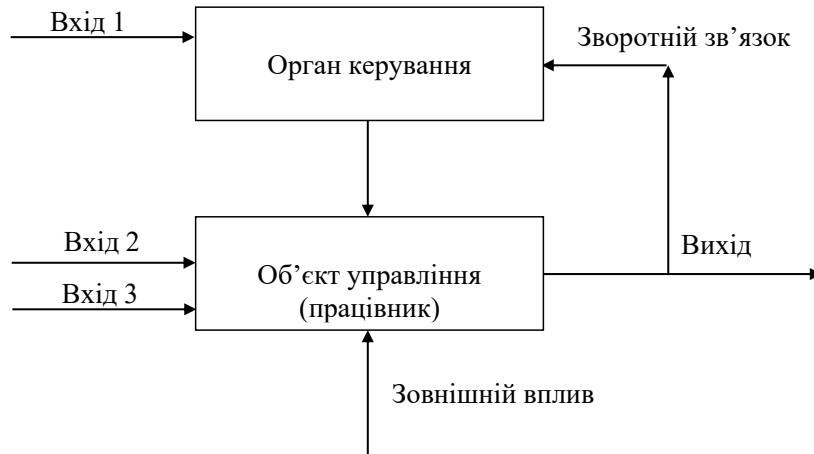 Вхід 1
Орган керування
Зворотній зв’язок
Вхід 2
Вхід 3
Об’єкт управління
(працівник)
Вихід
Зовнішній вплив